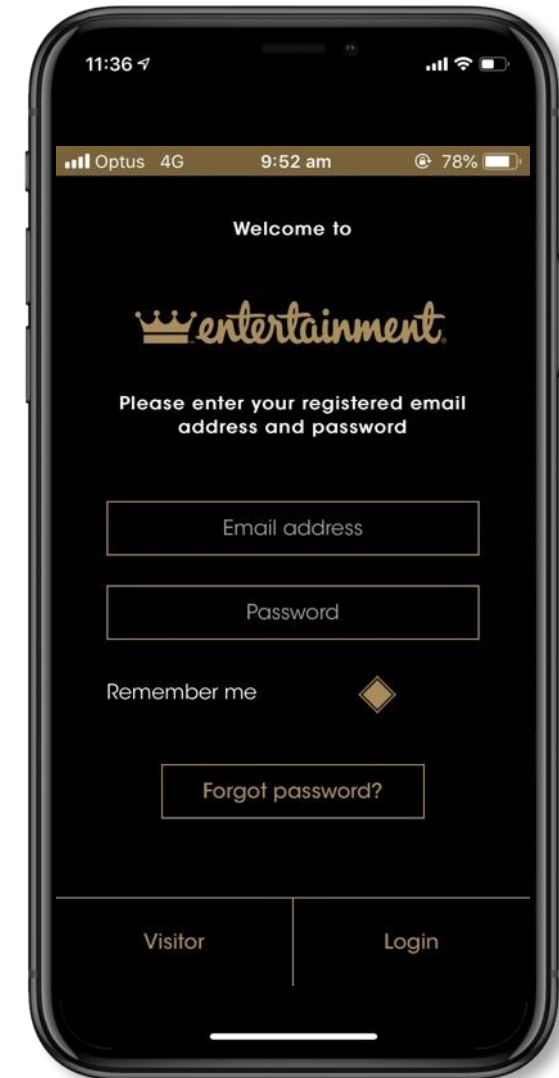 11:36
Optus 4G 9:52 am 78%
Welcome to
entertainment
Please enter your registered email
address and password
Email address
Password
Remember me
Forgot password?
Visitor Login